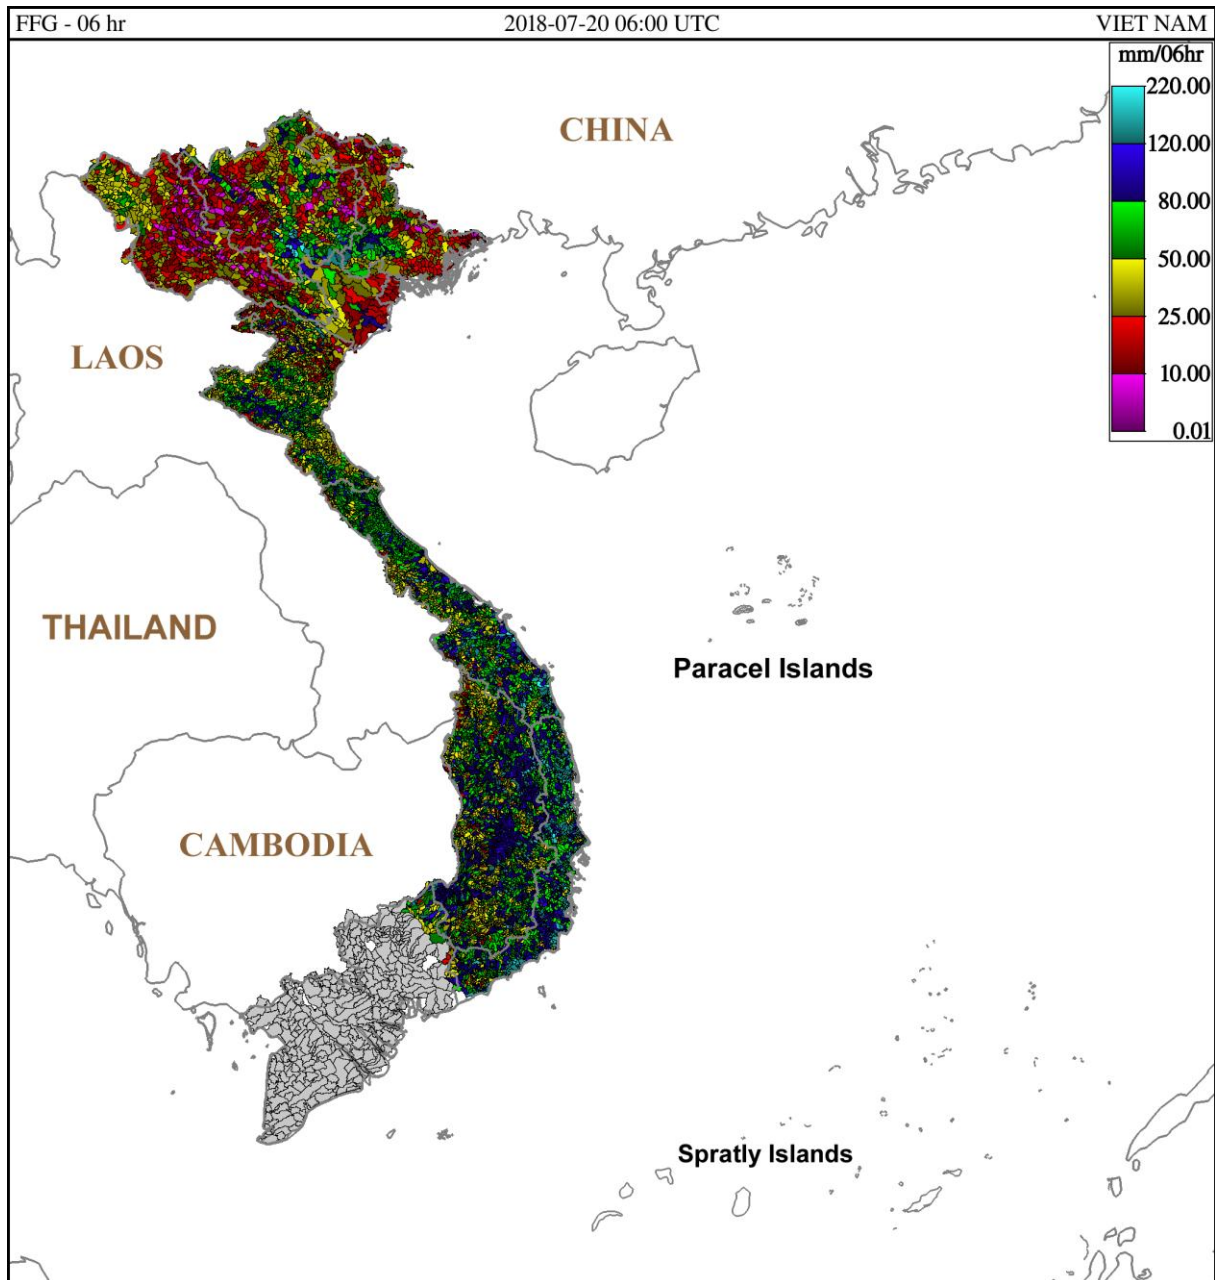 FFG - 06 hr
2018-07-20 06:00 UTC
VIET NAM
mm/06hr
220.00
120.00
80.00
50.00
25.00
10.00
0.01
CHINA
LAOS
THAILAND
Paracel Islands
CAMBODIA
Spratly Islands